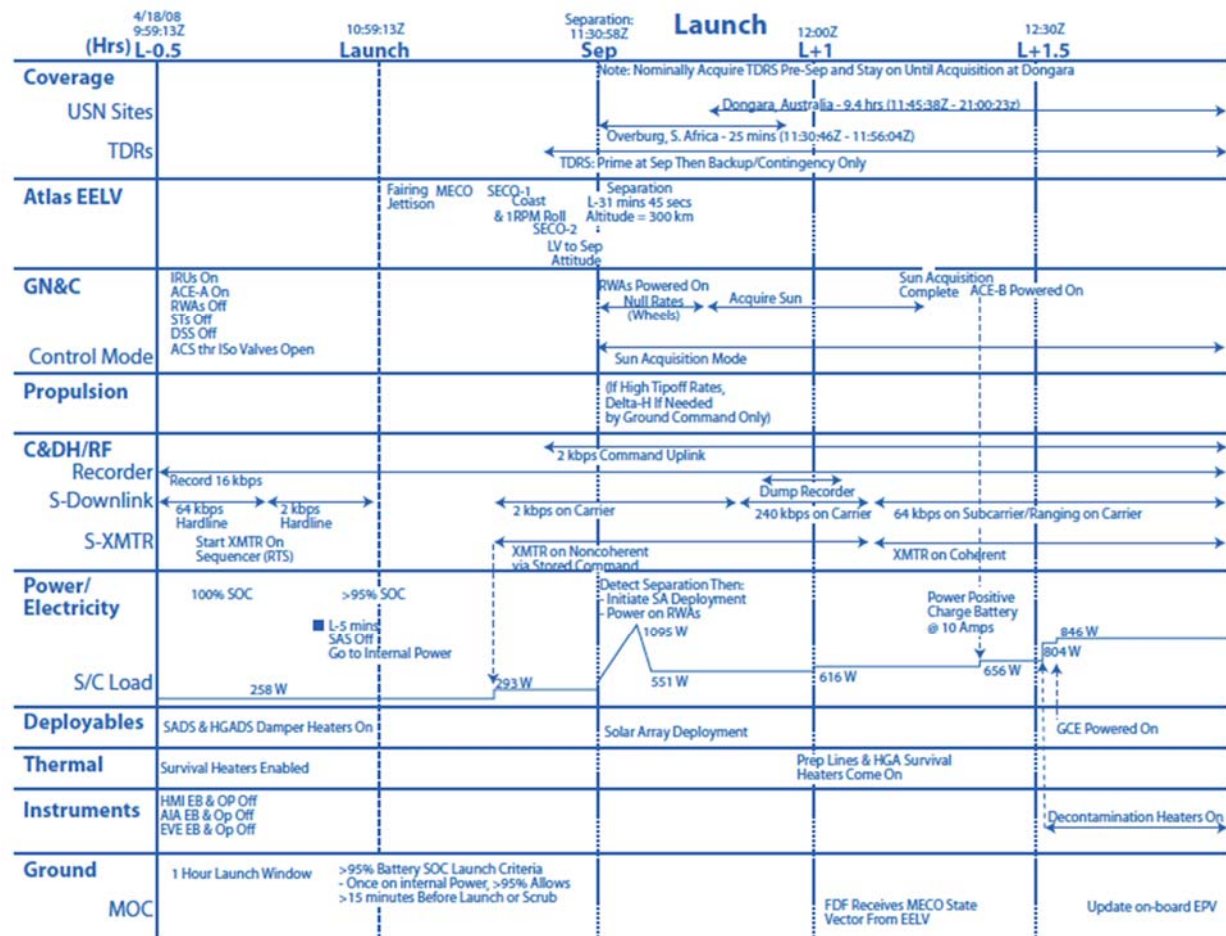 Launch
4/18/08
9:59:13Z
10:59:13Z
Separation:
11:30:58Z
12:00Z
12:30Z
(Hrs) L-0.5
Launch
Sep
L+1
L+1.5
Coverage
Note: Nominally Acquire TDRS Pre-Sep and Stay on Until Acquisition at Dongara
USN Sites
Dongara, Australia - 9.4 hrs (11:45:38Z - 21:00:23z)
Overburg, S. Africa - 25 mins (11:30:46Z - 11:56:04Z)
TDRs
TDRS: Prime at Sep Then Backup/Contingency Only
Atlas EELV
Fairing
Jettison
MECO
SECO-1
Coast
& 1RPM Roll
SECO-2
LV to Sep
Attitude
Separation
L-31 mins 45 secs
Altitude = 300 km
GN&C
IRUs On
ACE-A On
RWAs Off
STs Off
DSS Off
ACS thr ISo Valves Open
RWAs Powered On
Null Rates
(Wheels)
Acquire Sun
Sun Acquisition
Complete
ACE-B Powered On
Control Mode
Sun Acquisition Mode
Propulsion
(If High Tipoff Rates,
Delta-H If Needed
by Ground Command Only)
C&DH/RF
2 kbps Command Uplink
Recorder
Record 16 kbps
Dump Recorder
S-Downlink
64 kbps
Hardline
2 kbps
Hardline
2 kbps on Carrier
240 kbps on Carrier
64 kbps on Subcarrier/Ranging on Carrier
S-XMTR
Start XMTR On
Sequencer (RTS)
XMTR on Noncoherent
via Stored Command
XMTR on Coherent
Power/
Electricity
100% SOC
>95% SOC
L-5 mins
SAS Off
Go to Internal Power
Detect Separation Then:
- Initiate SA Deployment
- Power on RWAs
Power Positive
Charge Battery
@ 10 Amps
S/C Load
258 W
293 W
1095 W
551 W
616 W
656 W
804 W
846 W
Deployables
SADS & HGADS Damper Heaters On
Solar Array Deployment
GCE Powered On
Thermal
Survival Heaters Enabled
Prep Lines & HGA Survival
Heaters Come On
Instruments
HMI EB & OP Off
AIA EB & Op Off
EVE EB & Op Off
Decontamination Heaters On
Ground
1 Hour Launch Window
>95% Battery SOC Launch Criteria
- Once on internal Power, >95% Allows
>15 minutes Before Launch or Scrub
MOC
FDF Receives MECO State
Vector From EELV
Update on-board EPV